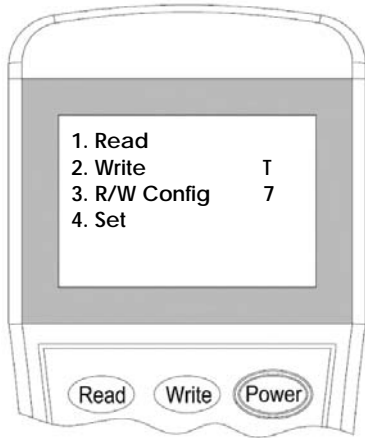 1. Read
2. Write T
3. R/W Config 7
4. Set
Read Write Power